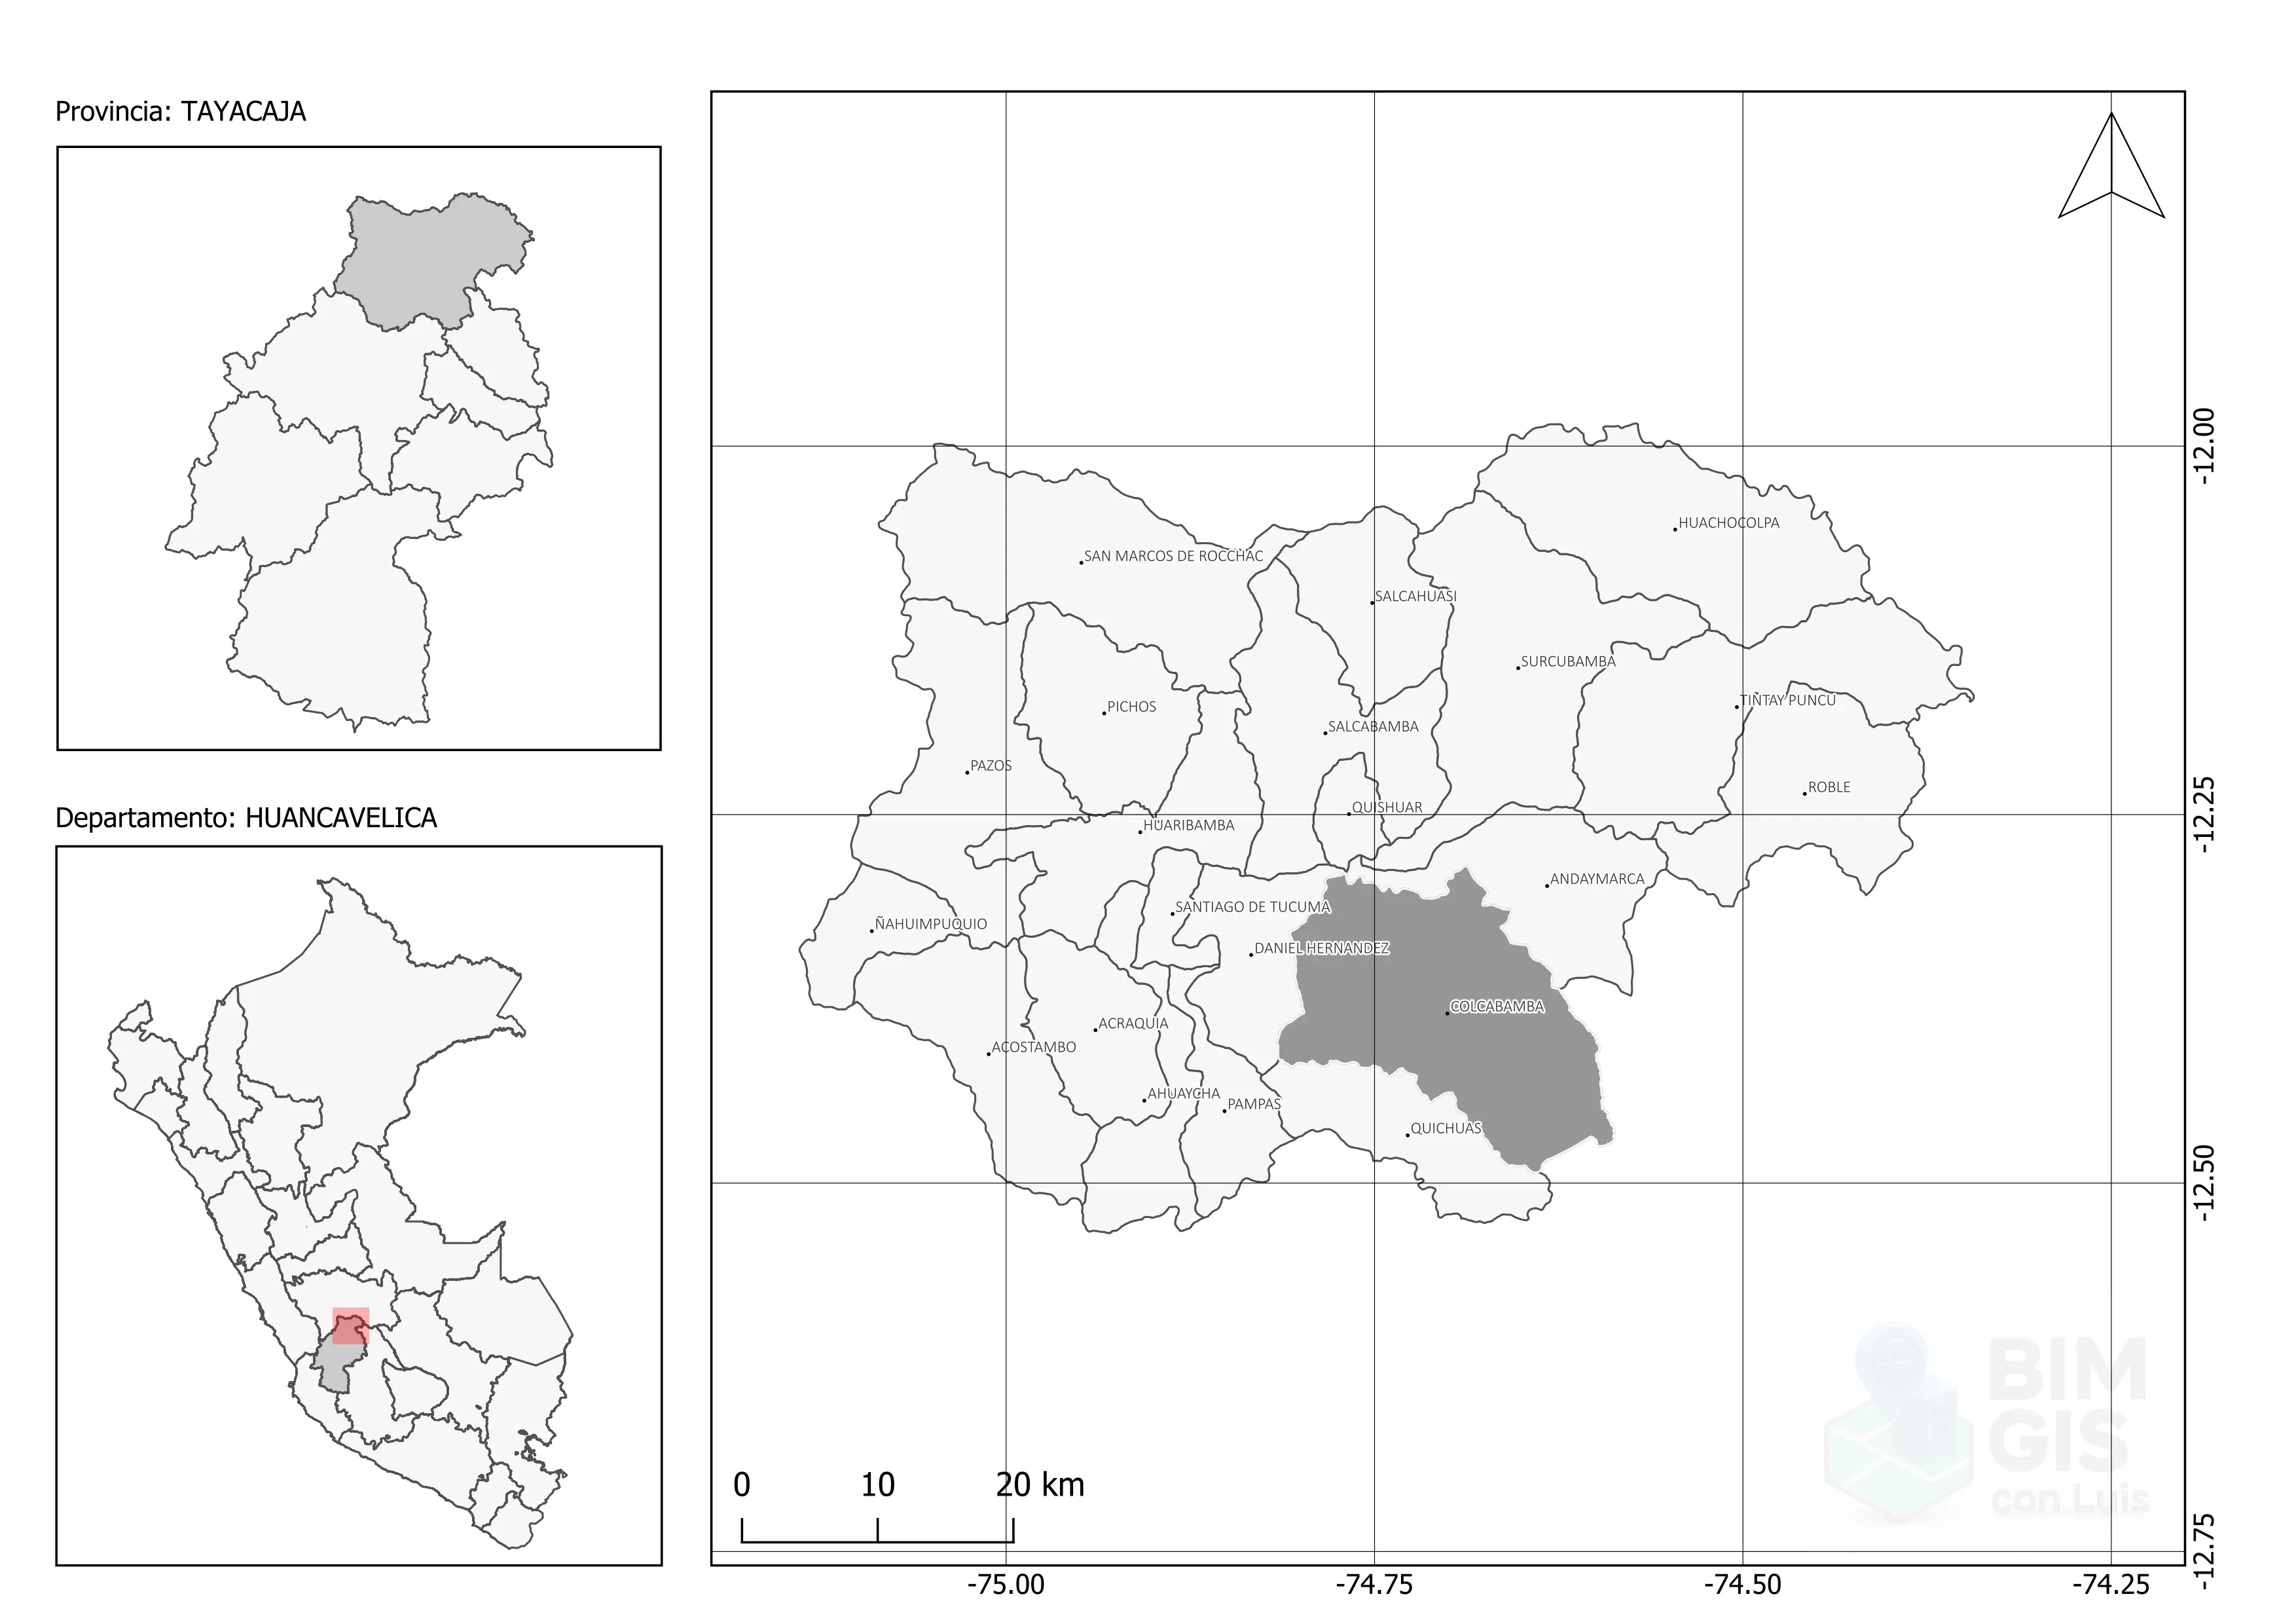 Provincia: TAYACAJA
Departamento: HUANCAVELICA
HUACHOCOLPA
SAN MARCOS DE ROCCHAC
SALCAHUASI
SURCUBAMBA
TINTAY PUNCU
PICHOS
SALCABAMBA
PAZOS
ROBLE
QUISHUAR
HUARIBAMBA
ANDAYMARCA
SANTIAGO DE TUCUMA
ÑAHUIMPUQUIO
DANIEL HERNANDEZ
COLCABAMBA
ACRAQUIA
ACOSTAMBO
AHUAYCHA
PAMPAS
QUICHUAS
-12.00
-12.25
-12.50
-12.75
0 10 20 km
-75.00 -74.75 -74.50 -74.25
BIM
GIS
con Luis